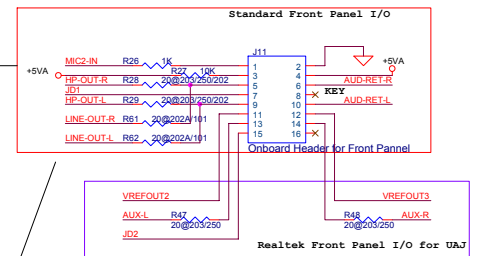 Standard Front Panel I/O
J11
MIC2-IN R26 1K 1 2
+5VA R27 10K 3 4 +5VA
HP-OUT-R R28 20@203/250/202 5 6 AUD-RET-R
JD1 7 8 KEY
HP-OUT-L R29 20@203/250/202 9 10 AUD-RET-L
11 12
LINE-OUT-R R61 20@202A/101 13 14
15 16
LINE-OUT-L R62 20@202A/101
Onboard Header for Front Pannel
VREFOUT2 VREFOUT3
AUX-L R47 R48 AUX-R
20@203/250 20@203/250
JD2
Realtek Front Panel I/O for UAJ